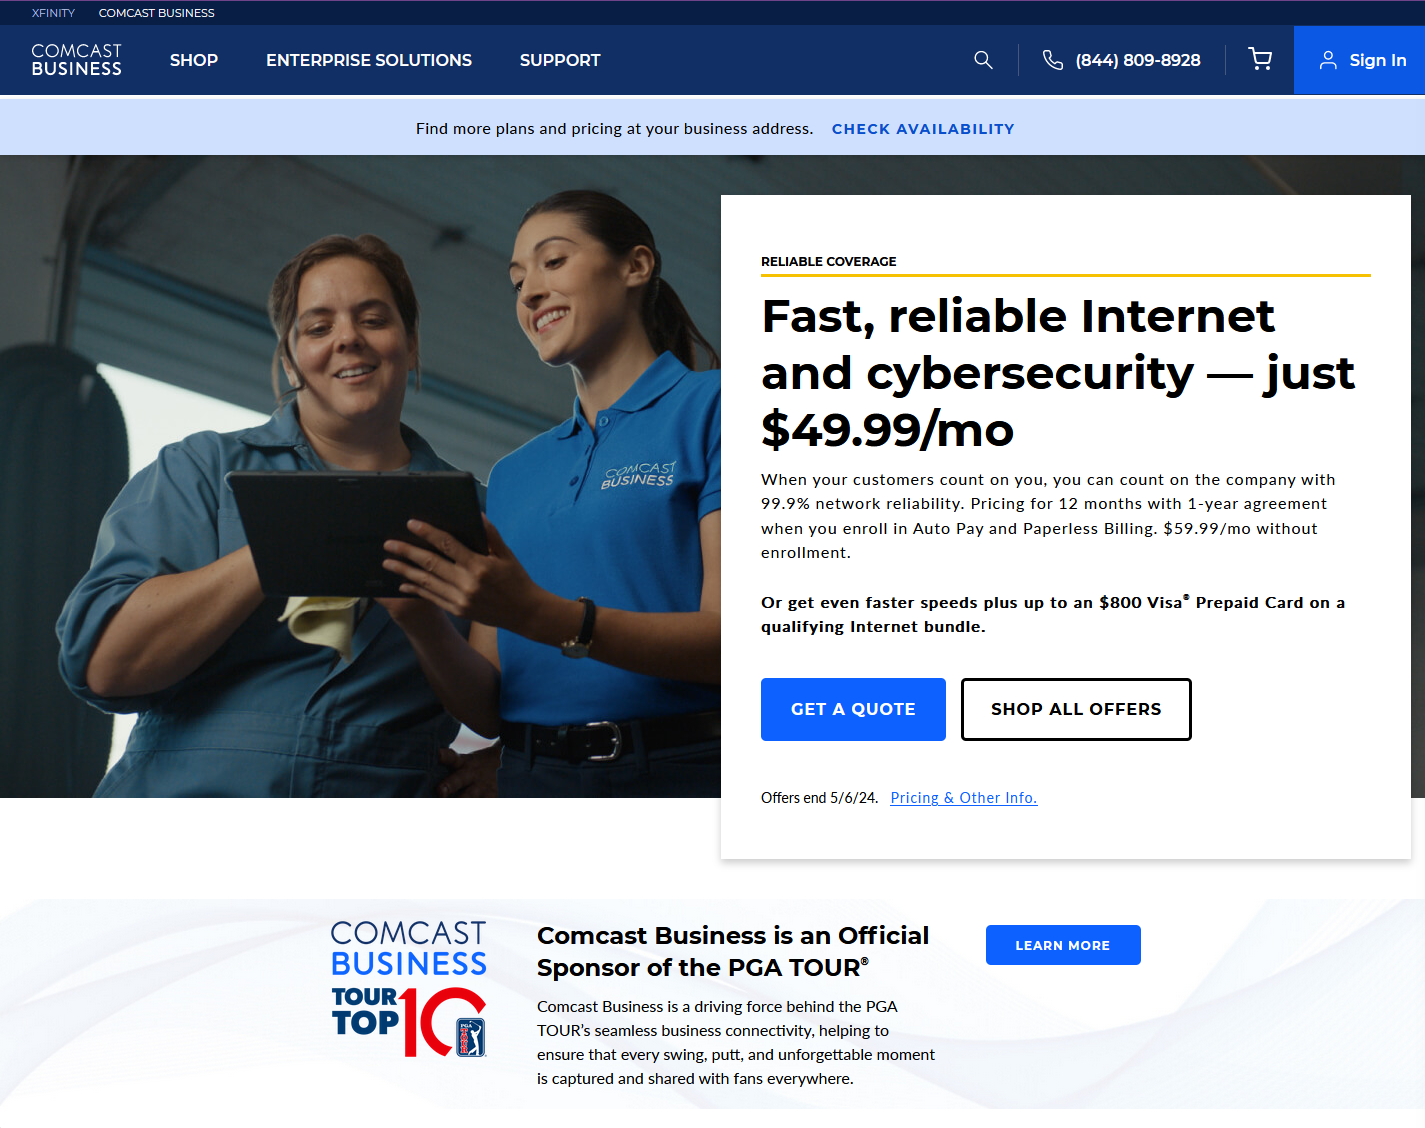 XFINITY COMCAST BUSINESS
COMCAST BUSINESS
SHOP ENTERPRISE SOLUTIONS SUPPORT (844) 809-8928 Sign In
Find more plans and pricing at your business address. CHECK AVAILABILITY
COMCAST
BUSINESS
RELIABLE COVERAGE
Fast, reliable Internet
and cybersecurity — just
$49.99/mo
When your customers count on you, you can count on the company with
99.9% network reliability. Pricing for 12 months with 1-year agreement
when you enroll in Auto Pay and Paperless Billing. $59.99/mo without
enrollment.
Or get even faster speeds plus up to an $800 Visa® Prepaid Card on a
qualifying Internet bundle.
GET A QUOTE SHOP ALL OFFERS
Offers end 5/6/24. Pricing & Other Info.
COMCAST
BUSINESS
TOUR
TOP 10
PGA TOUR
Comcast Business is an Official
Sponsor of the PGA TOUR®
Comcast Business is a driving force behind the PGA
TOUR’s seamless business connectivity, helping to
ensure that every swing, putt, and unforgettable moment
is captured and shared with fans everywhere.
LEARN MORE